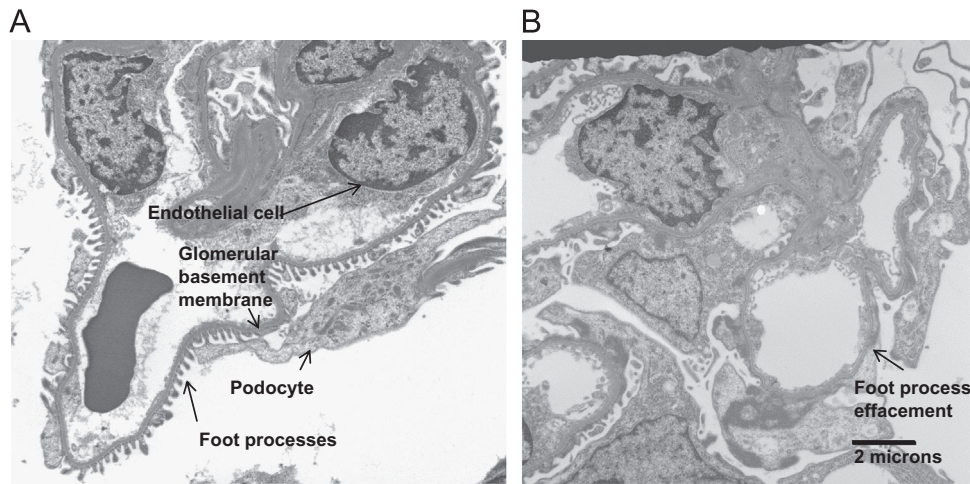 A
B
Endothelial cell
Glomerular
basement
membrane
Podocyte
Foot processes
Foot process
effacement
2 microns